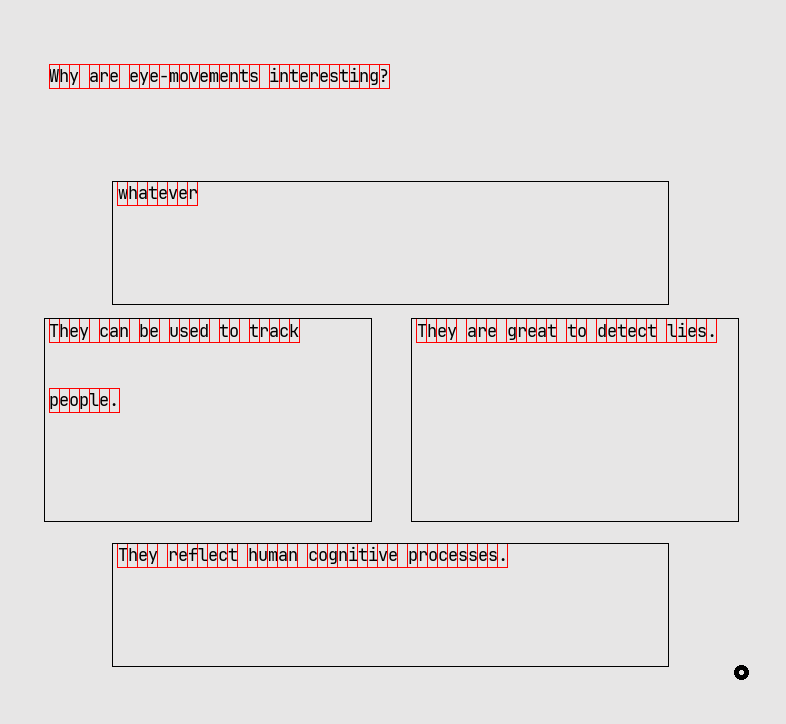 Why are eye-movements interesting?
whatever
They can be used to track
people.
They are great to detect lies.
They reflect human cognitive processes.